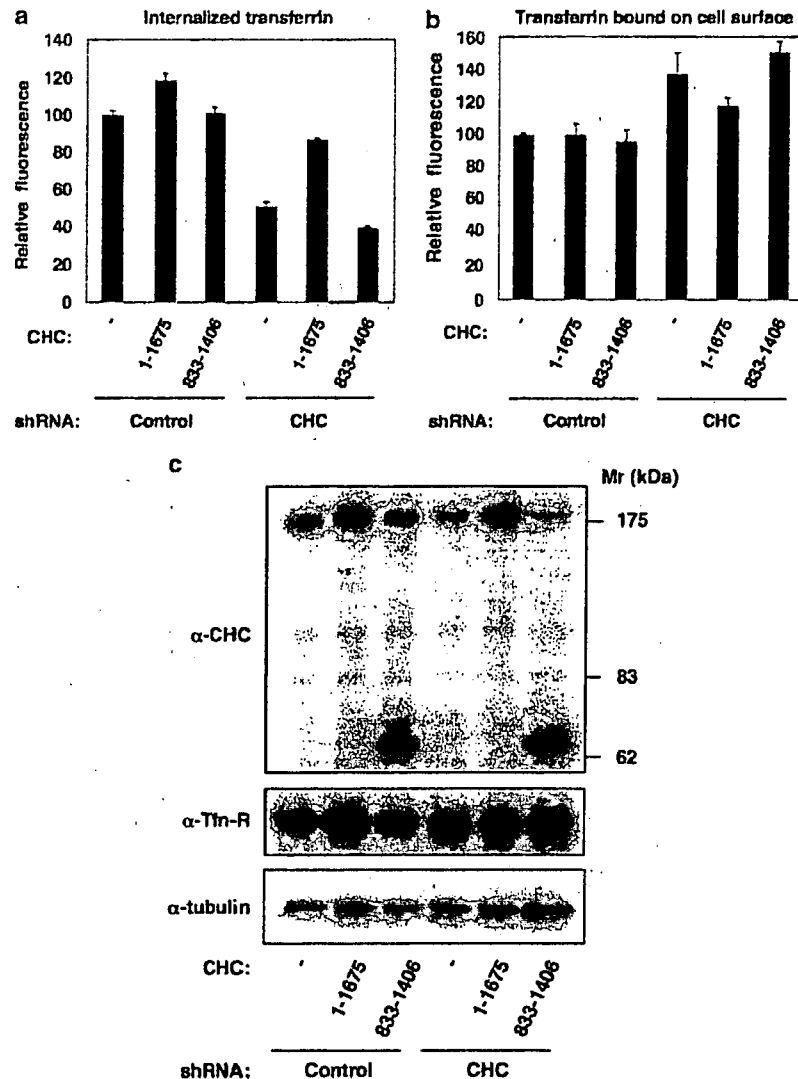 a Internalized transferrin
140
120
100
80
60
40
20
0
Relative fluorescence
CHC: - 1-1675 833-1406 - 1-1675 833-1406
shRNA: Control CHC
b Transferrin bound on cell surface
160
140
120
100
80
60
40
20
0
Relative fluorescence
CHC: - 1-1675 833-1406 - 1-1675 833-1406
shRNA: Control CHC
c
Mr (kDa)
175
α-CHC
83
62
α-Tfn-R
α-tubulin
CHC: - 1-1675 833-1406 - 1-1675 833-1406
shRNA: Control CHC